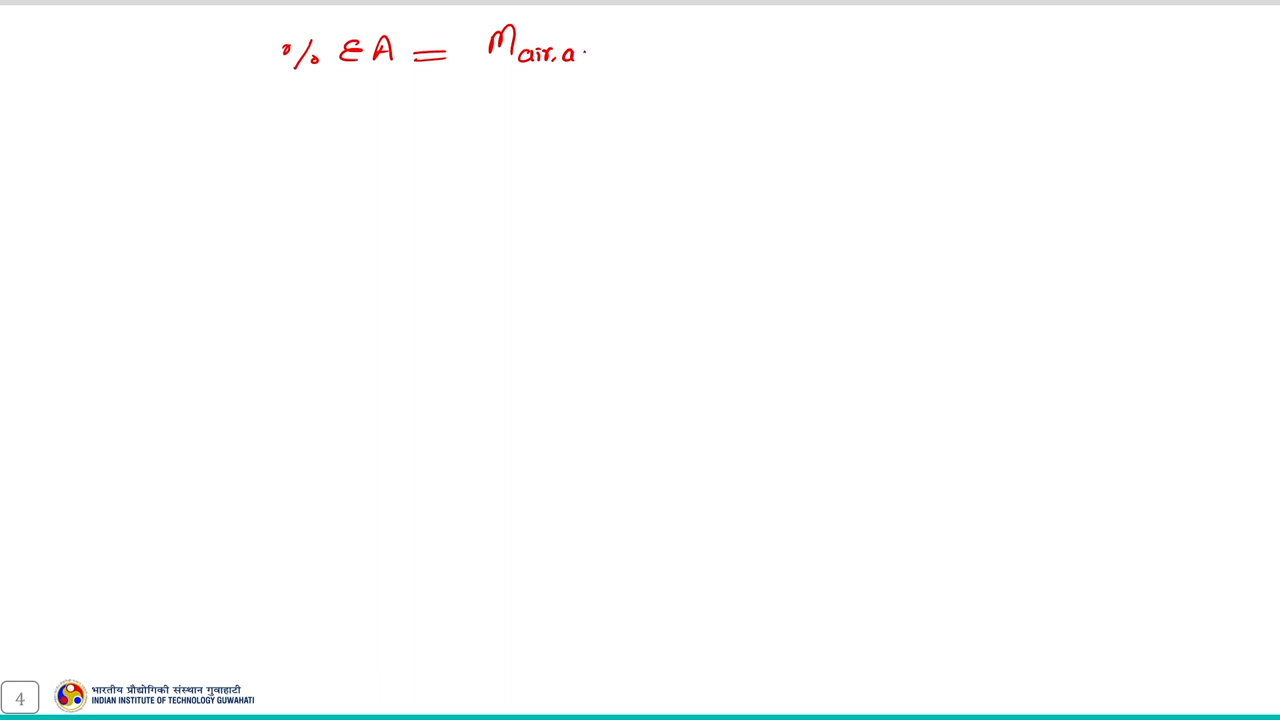 % EA = Mair,a.
4
भारतीय प्रौद्योगिकी संस्थान गुवाहाटी
INDIAN INSTITUTE OF TECHNOLOGY GUWAHATI